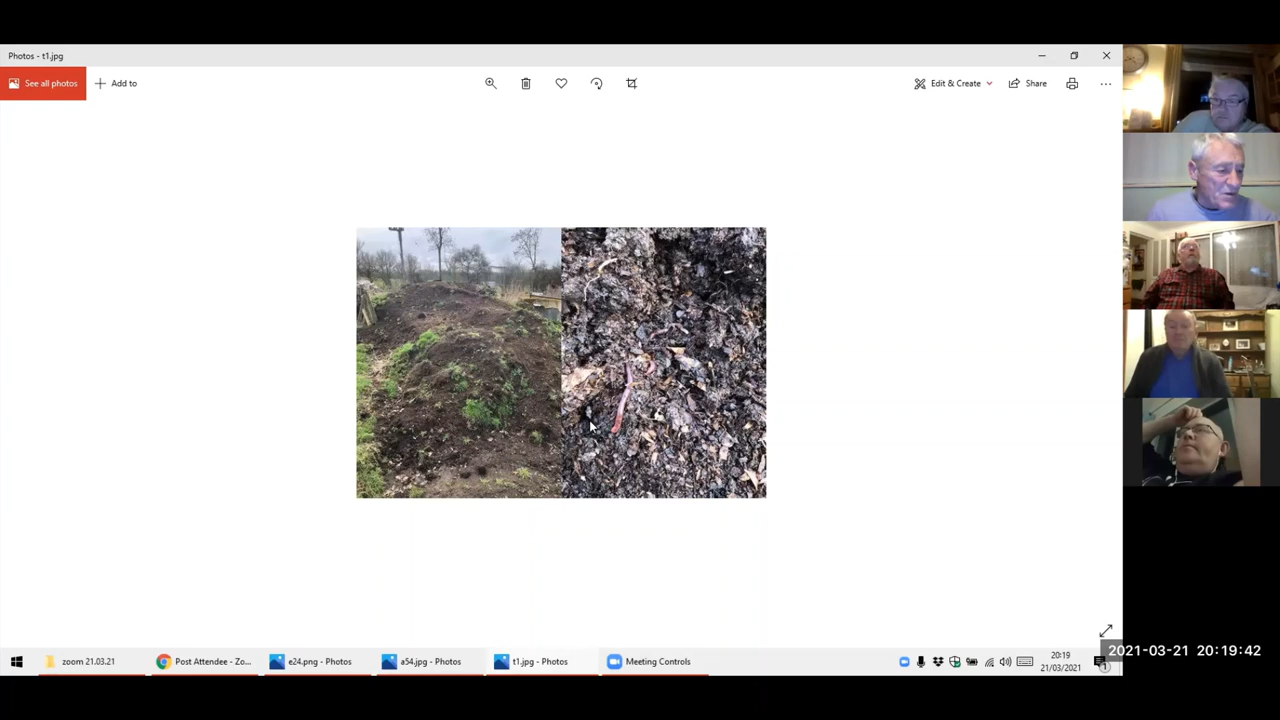 Photos - t1.jpg
See all photos
Add to
Edit & Create
Share
zoom 21.03.21
Post Attendee - Zo...
e24.png - Photos
a54.jpg - Photos
t1.jpg - Photos
Meeting Controls
20:19
21/03/2021
1
2021-03-21 20:19:42